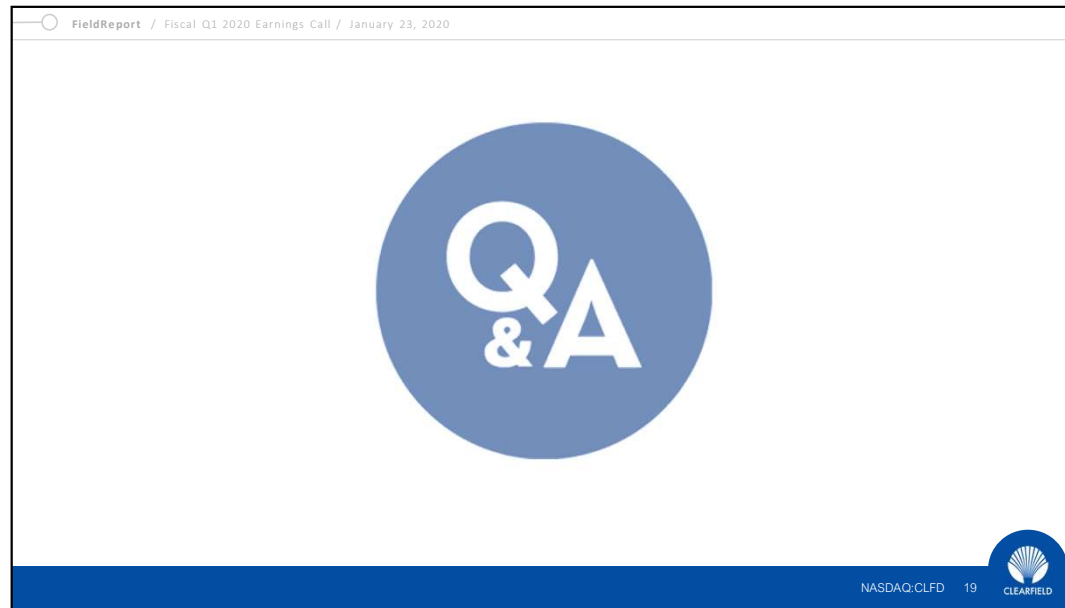 FieldReport / Fiscal Q1 2020 Earnings Call / January 23, 2020
Q
&A
NASDAQ:CLFD 19
CLEARFIELD